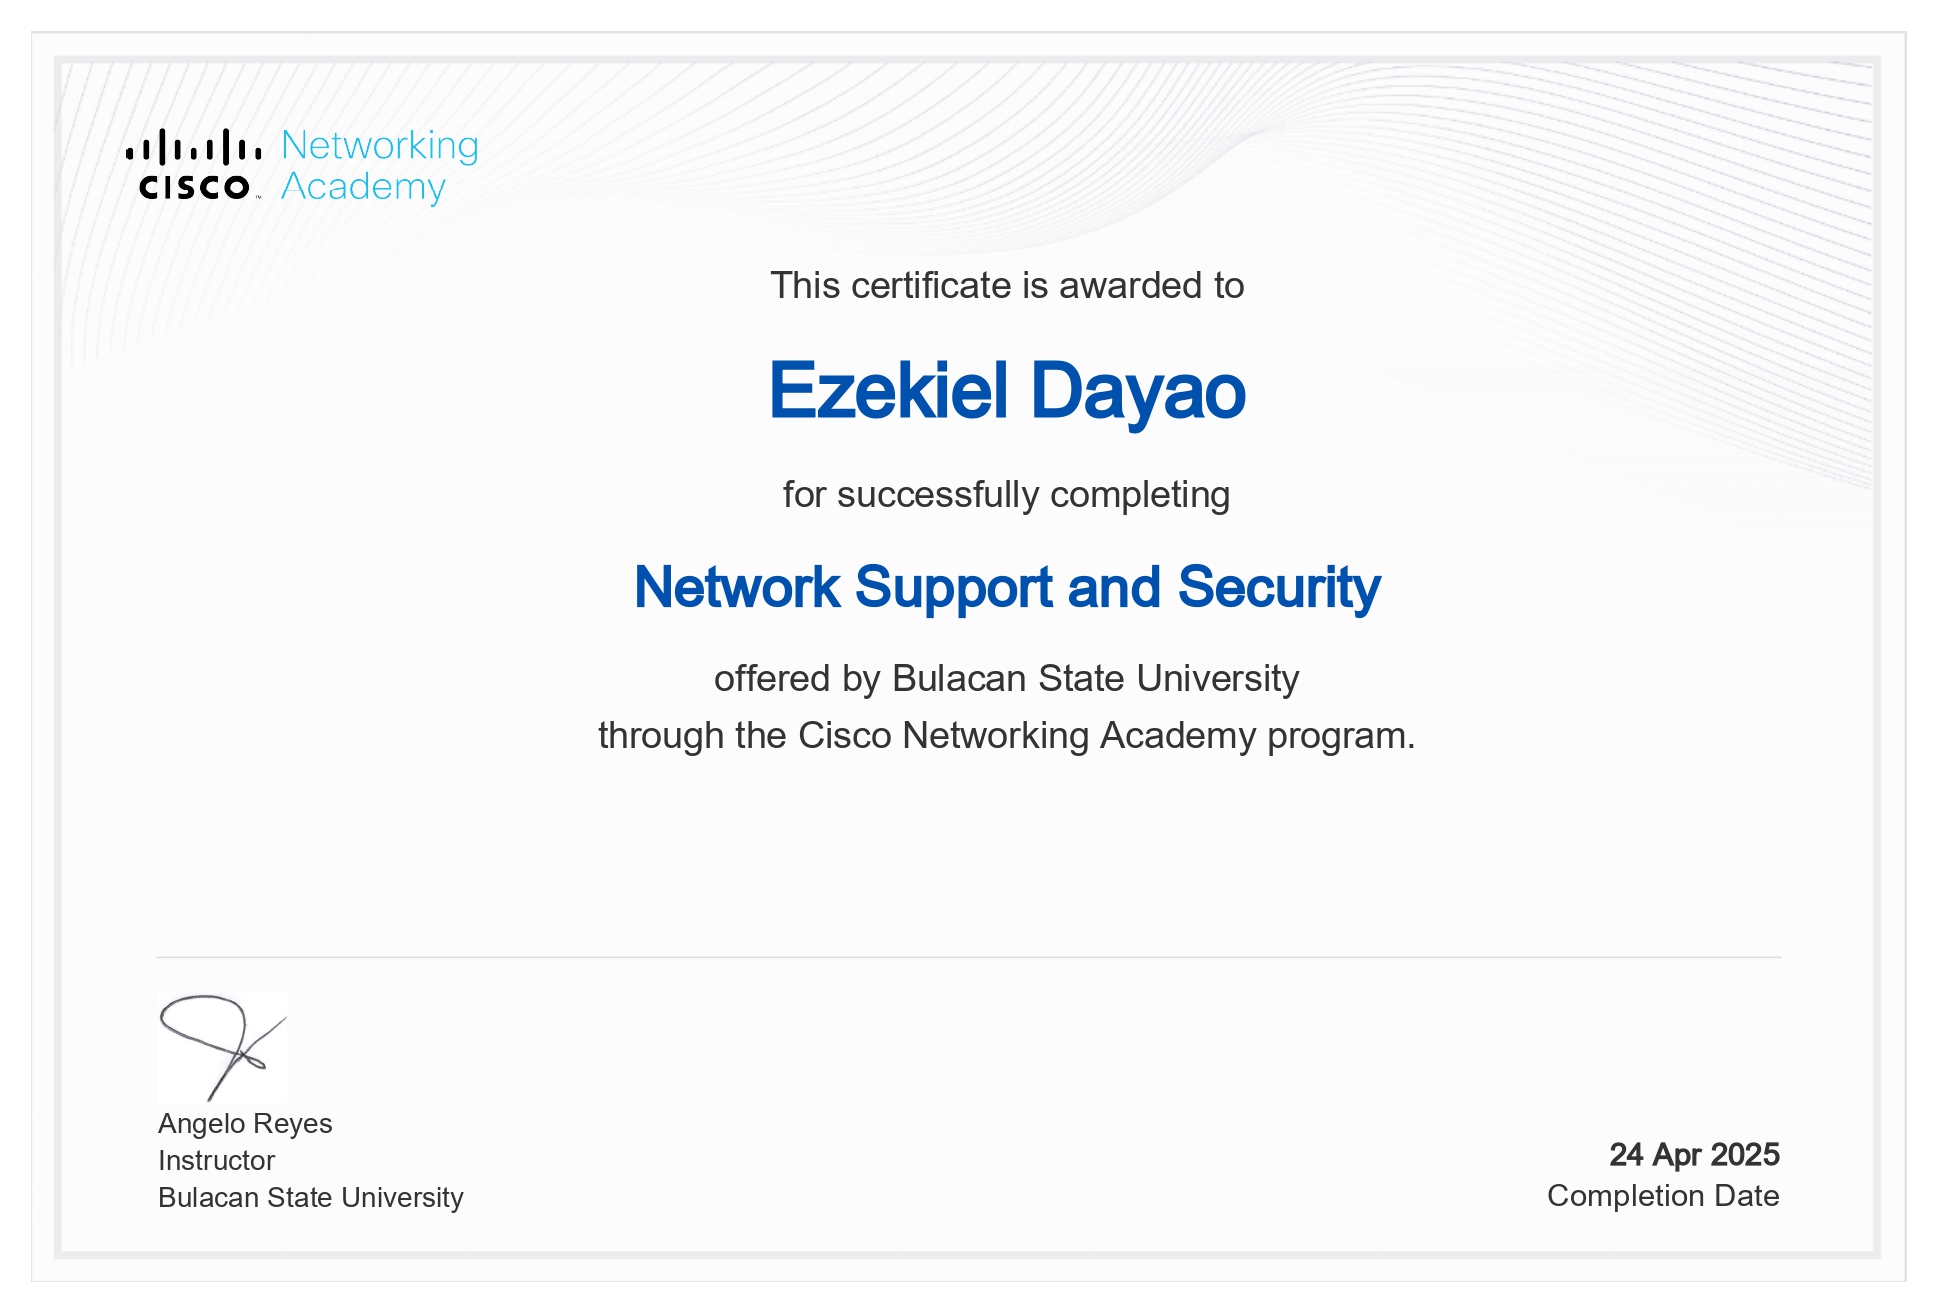 Networking
CISCO™ Academy
This certificate is awarded to
Ezekiel Dayao
for successfully completing
Network Support and Security
offered by Bulacan State University
through the Cisco Networking Academy program.
Angelo Reyes
Instructor
Bulacan State University
24 Apr 2025
Completion Date